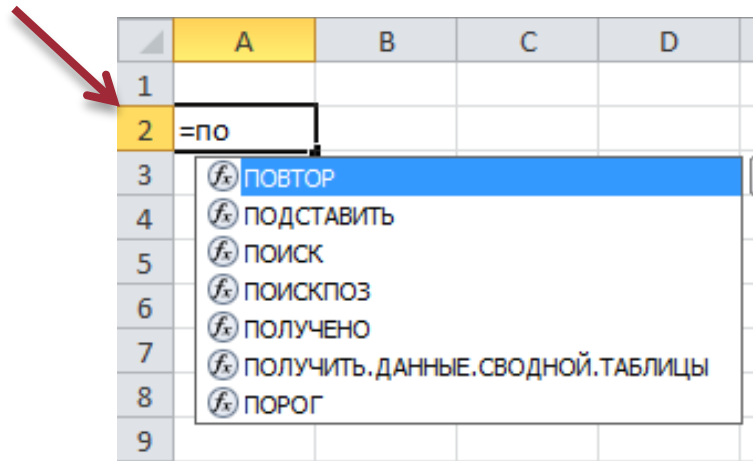 A B C D
1
2 =по
3 ПОВТОР
4 ПОДСТАВИТЬ
5 ПОИСК
6 ПОИСКПОЗ
7 ПОЛУЧЕНО
ПОЛУЧИТЬ.ДАННЫЕ.СВОДНОЙ.ТАБЛИЦЫ
8 ПОРОГ
9